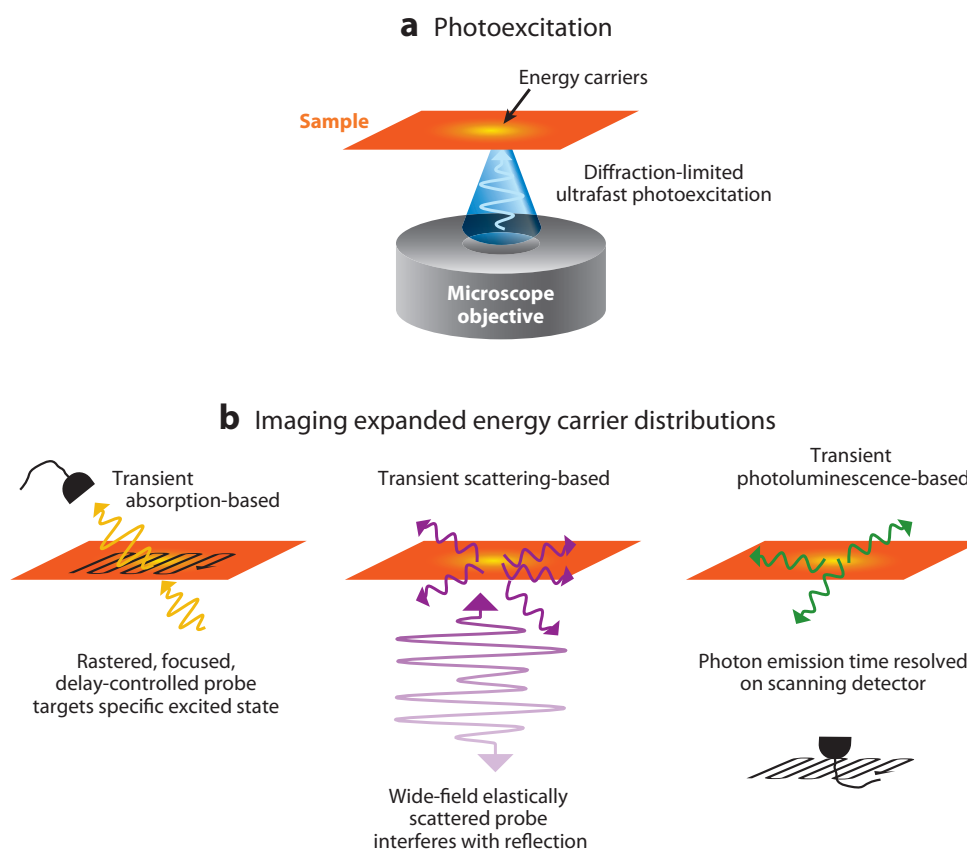 a Photoexcitation
Energy carriers
Sample
Diffraction-limited
ultrafast photoexcitation
Microscope
objective
b Imaging expanded energy carrier distributions
Transient
absorption-based
Rastered, focused,
delay-controlled probe
targets specific excited state
Transient scattering-based
Wide-field elastically
scattered probe
interferes with reflection
Transient
photoluminescence-based
Photon emission time resolved
on scanning detector